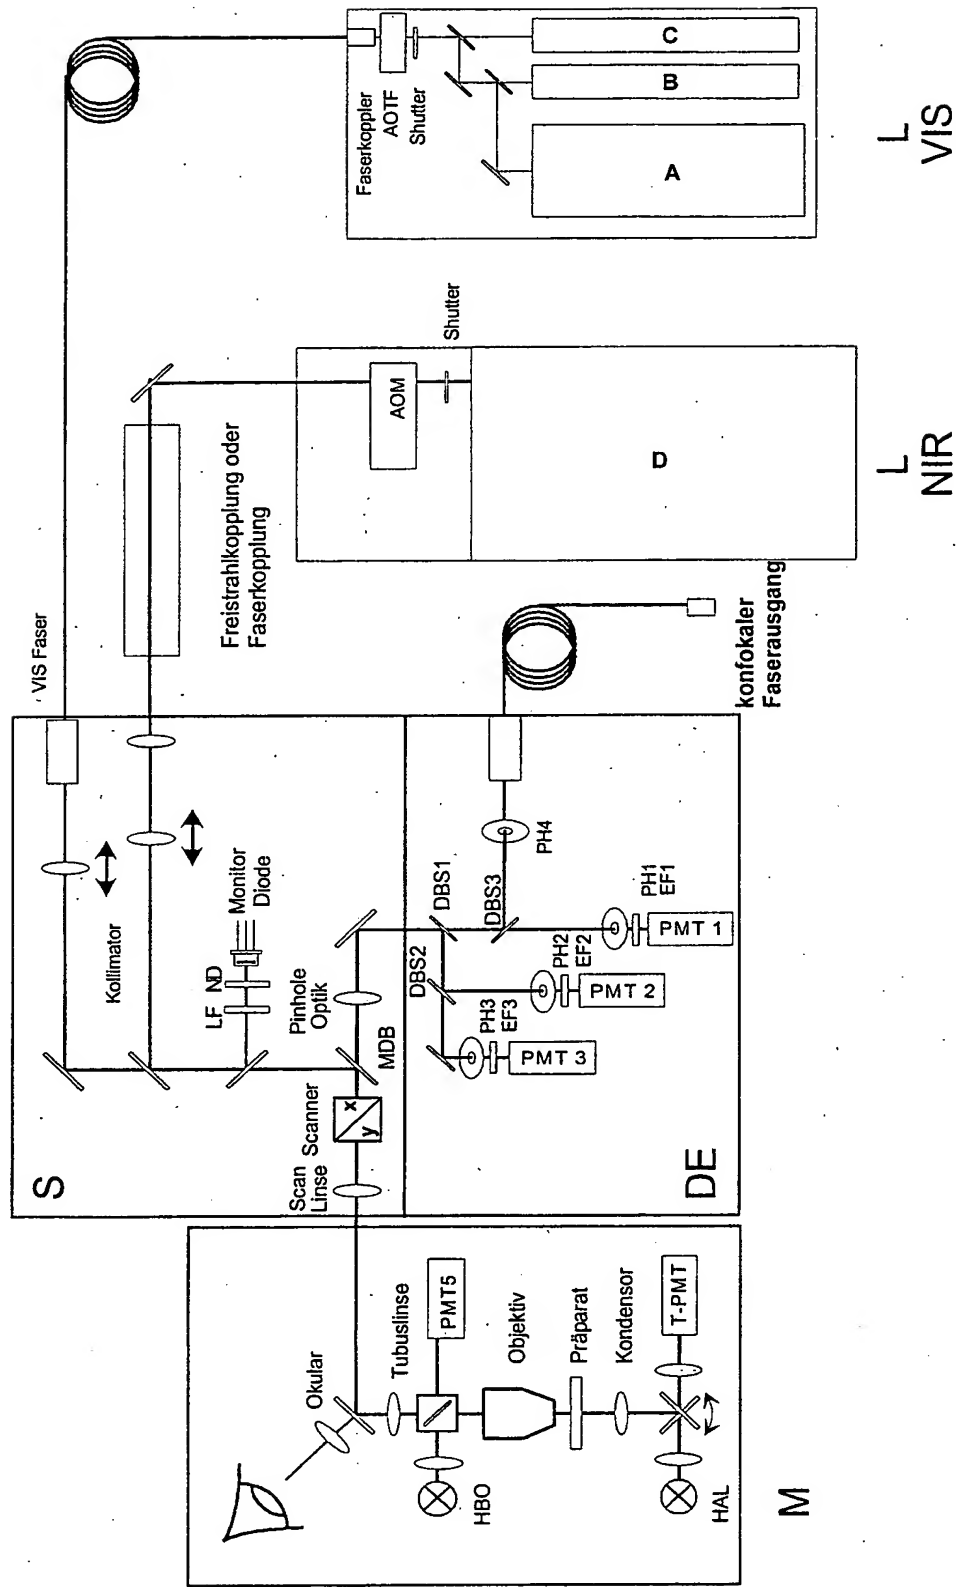 Faserkoppler
AOTF
Shutter
C
B
A
L
VIS
Shutter
AOM
D
L
NIR
Freistrahlkopplung oder
Faserkopplung
VIS Faser
konfokaler
Faserausgang
Kollimator
Monitor
Diode
LF ND
Pinhole
Optik
MDB
Scanner
x
y
Scan
Linse
S
DBS1
DBS2
DBS3
PH4
PH1
EF1
PMT 1
PH2
EF2
PMT 2
PH3
EF3
PMT 3
DE
Okular
Tubuslinse
PMT5
HBO
Objektiv
Präparat
Kondensor
T-PMT
HAL
M